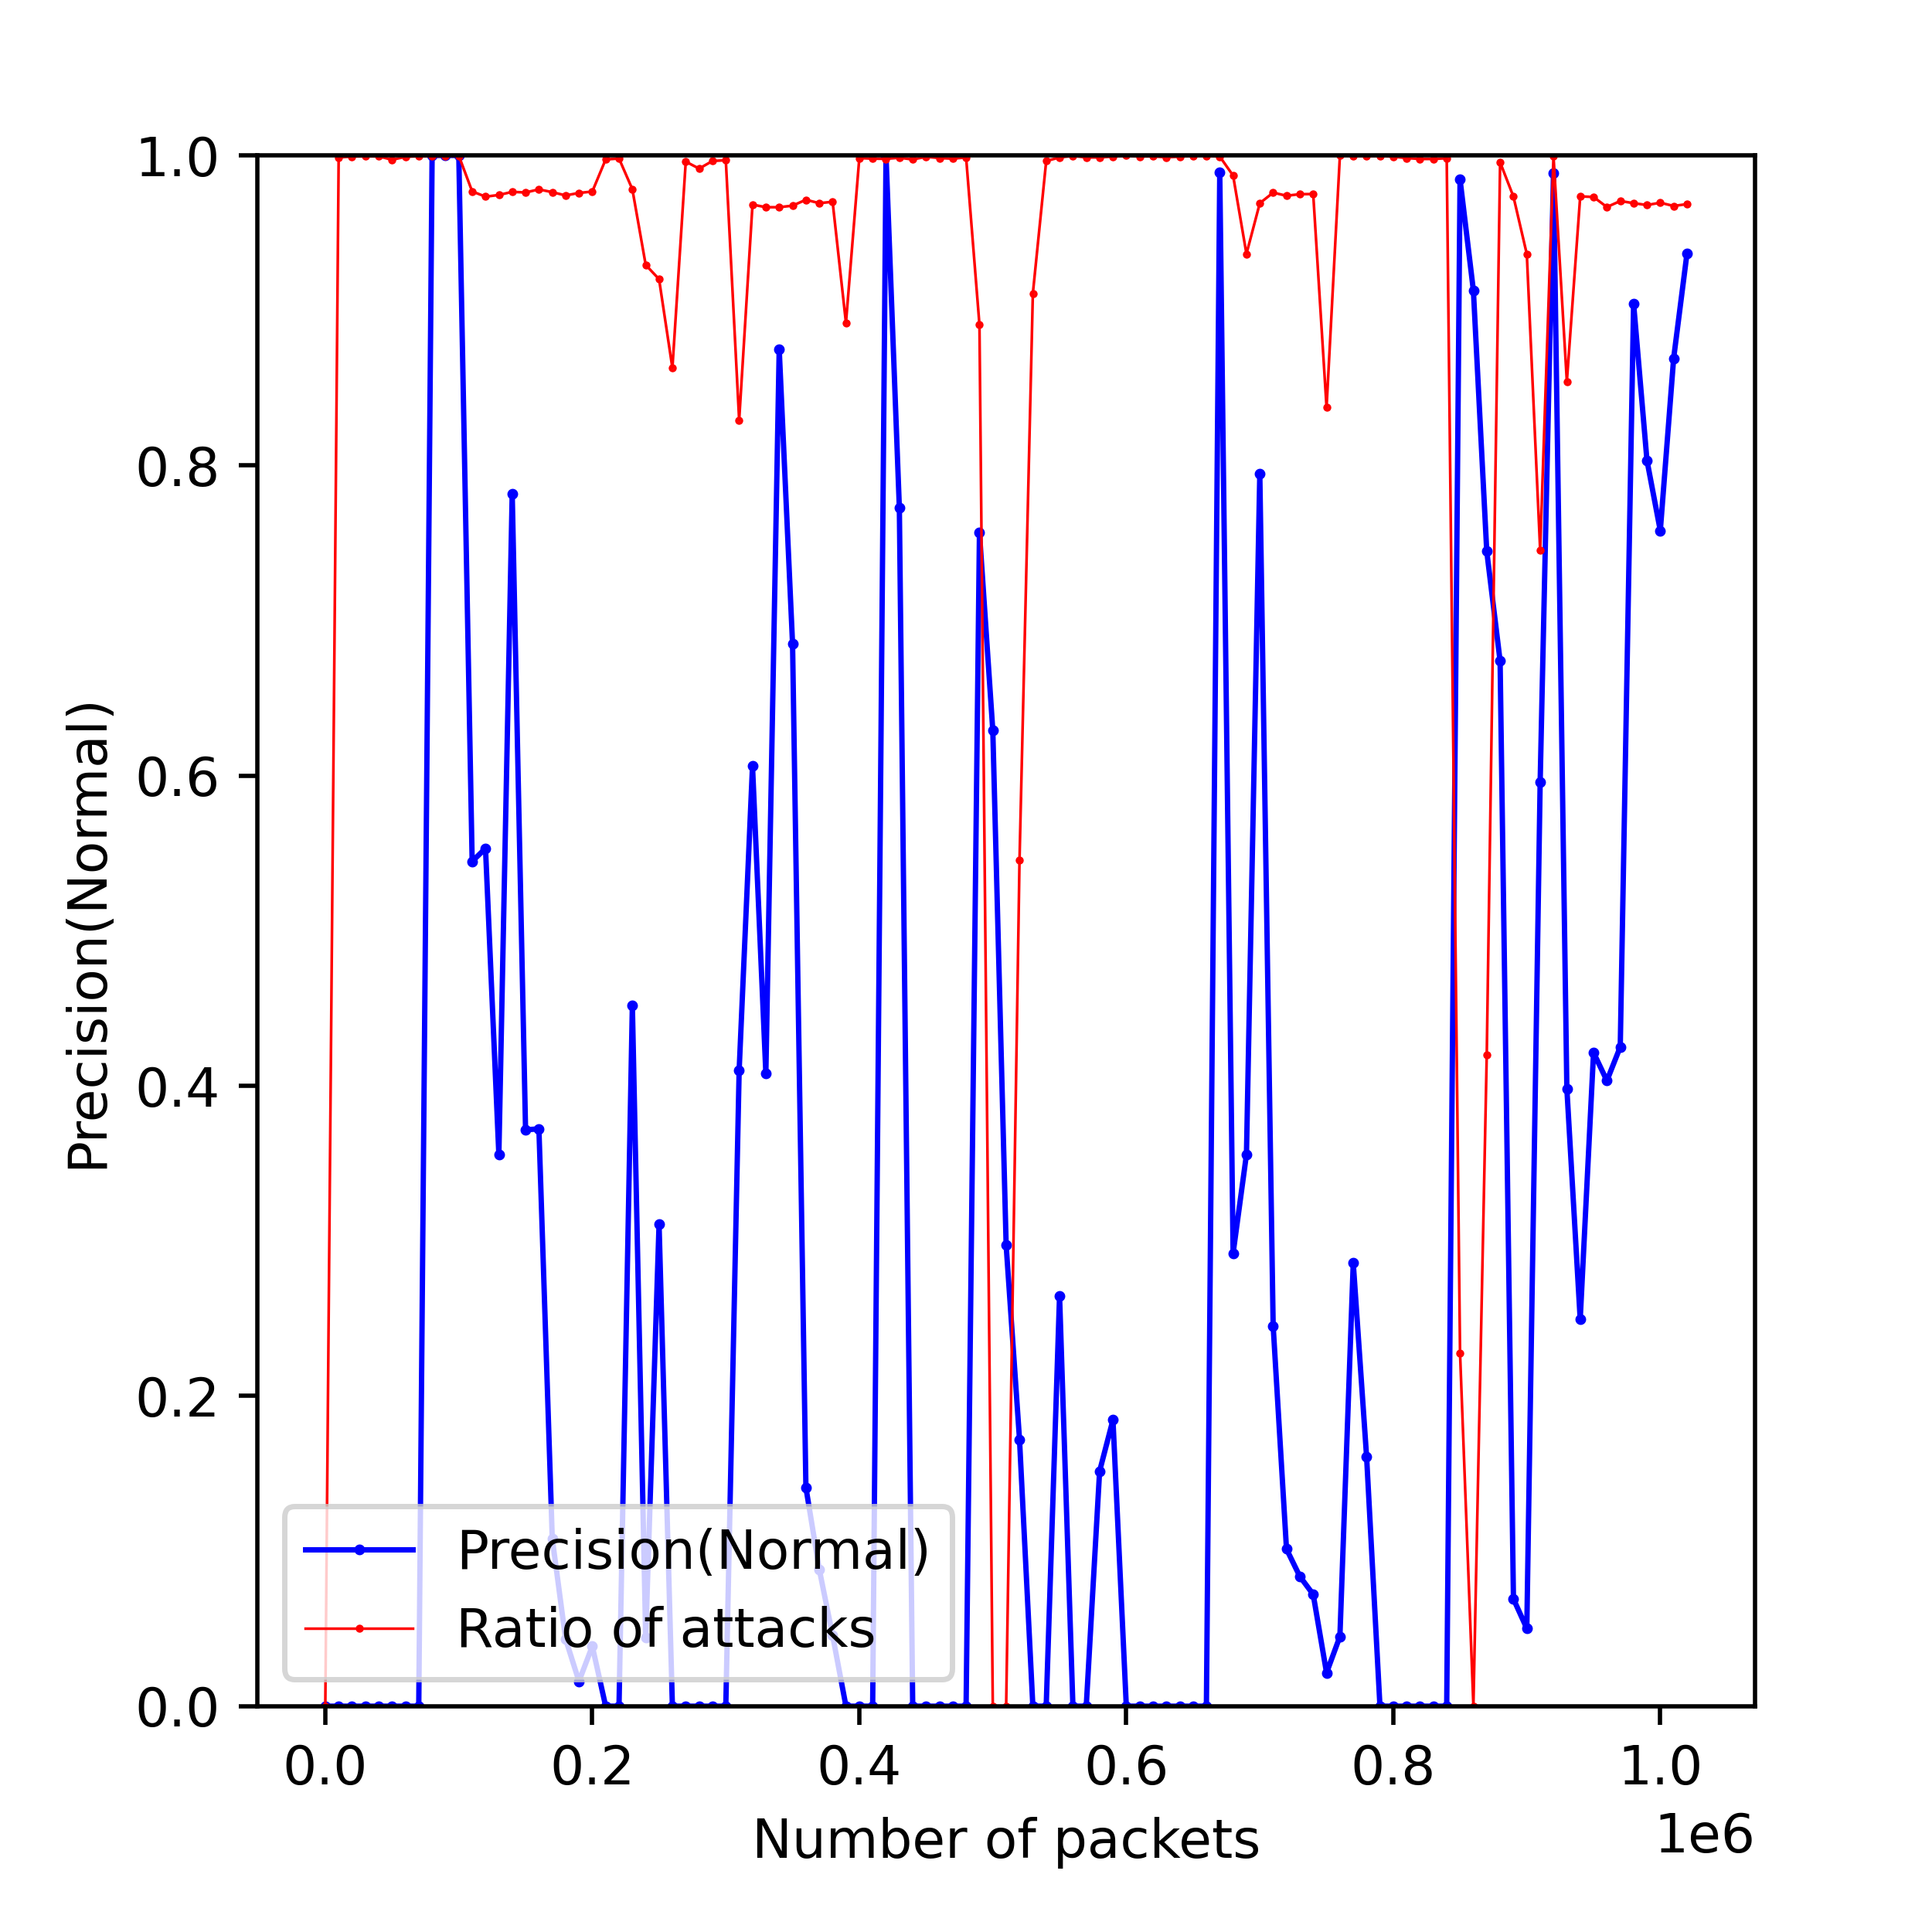 1.0
0.8
0.6
0.4
0.2
0.0
Precision(Normal)
Precision(Normal)
Ratio of attacks
0.0 0.2 0.4 0.6 0.8 1.0
1e6
Number of packets